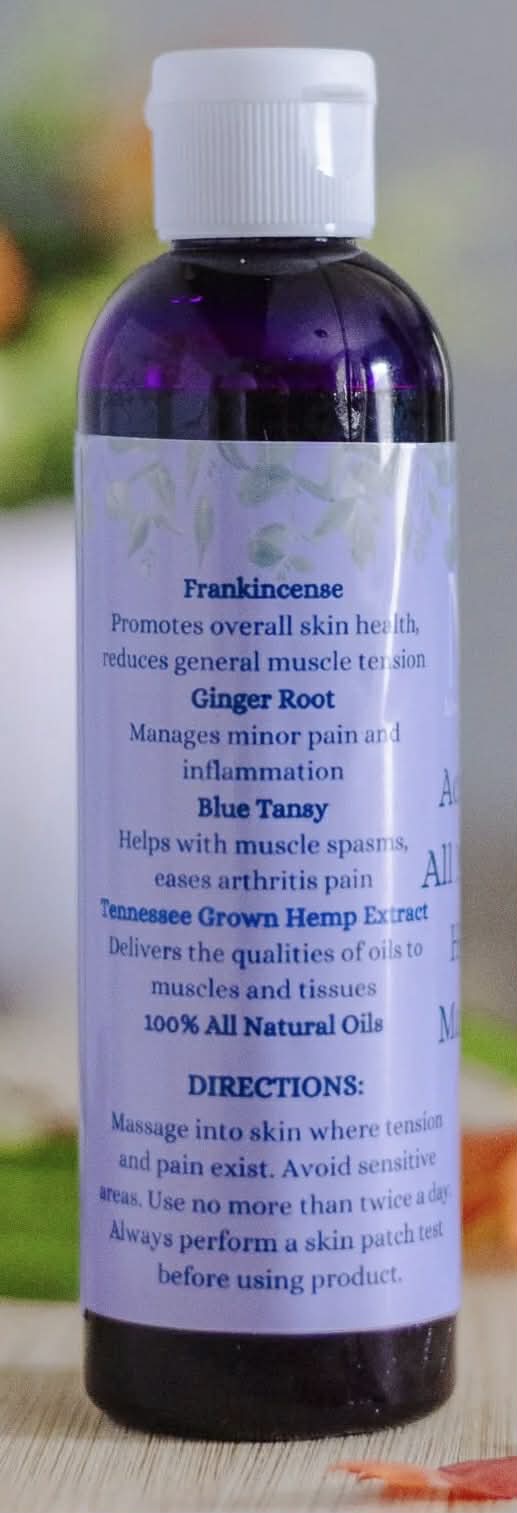 Frankincense
Promotes overall skin health,
reduces general muscle tension
Ginger Root
Manages minor pain and
inflammation
Blue Tansy
Helps with muscle spasms,
eases arthritis pain
Tennessee Grown Hemp Extract
Delivers the qualities of oils to
muscles and tissues
100% All Natural Oils
DIRECTIONS:
Massage into skin where tension
and pain exist. Avoid sensitive
areas. Use no more than twice a day.
Always perform a skin patch test
before using product.
All